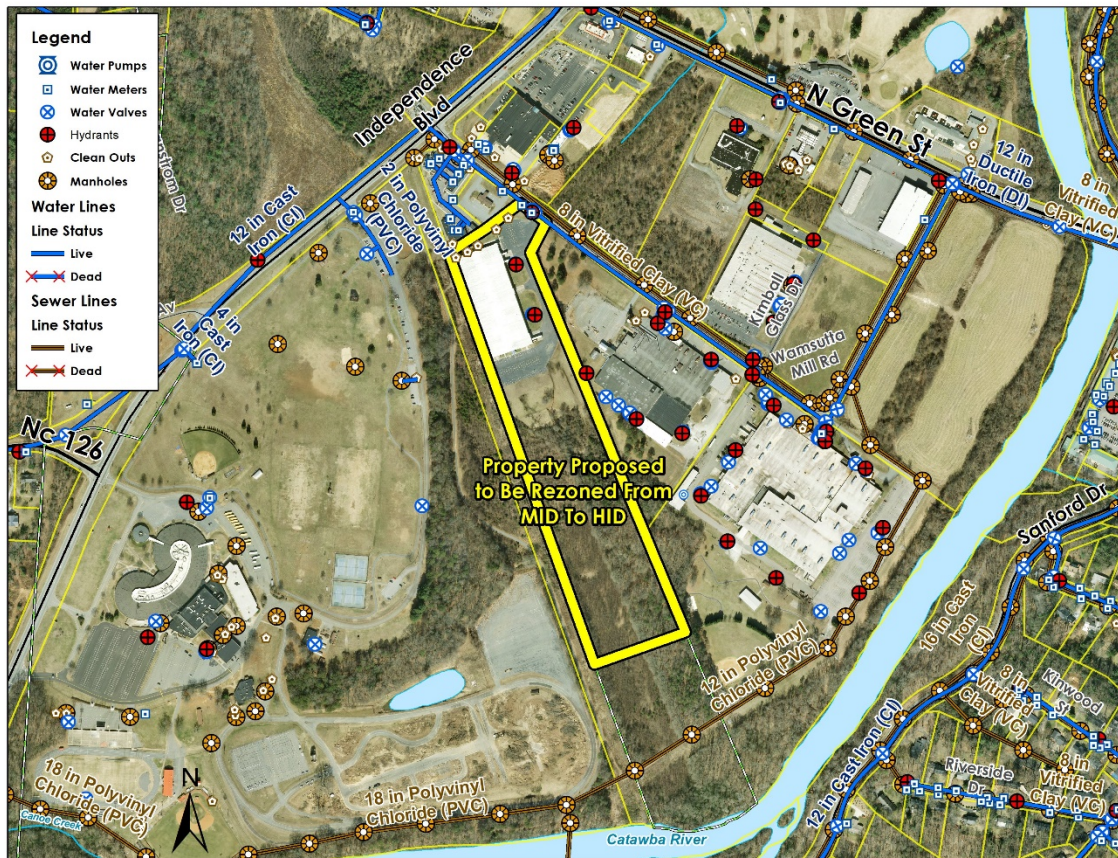 Legend
Water Pumps
Water Meters
Water Valves
Hydrants
Clean Outs
Manholes
Water Lines
Line Status
Live
Dead
Sewer Lines
Line Status
Live
Dead
Independence
Blvd
N Green St
12 in
Ductile
Iron (DI)
8 in
Vitrified
Clay (VC)
12 in Cast
Iron (CI)
2 in Polyvinyl
Chloride
(PVC)
8 in Vitrified Clay (VC)
Kimball
Glass Dr
Wamsutta
Mill Rd
4 in
Cast
Iron (CI)
NC 126
Property Proposed
to Be Rezoned From
MID To HID
Sanford Dr
16 in Cast
Iron
(CI)
8 in
Vitrified
Clay (VC)
Kinwood
St
12 in Polyvinyl
Chloride (PVC)
12 in Cast Iron (CI)
Riverside
Dr
8 in
Vitrified
Clay (VC)
N
18 in Polyvinyl
Chloride (PVC)
18 in Polyvinyl
Chloride (PVC)
Canoe Creek
Catawba River